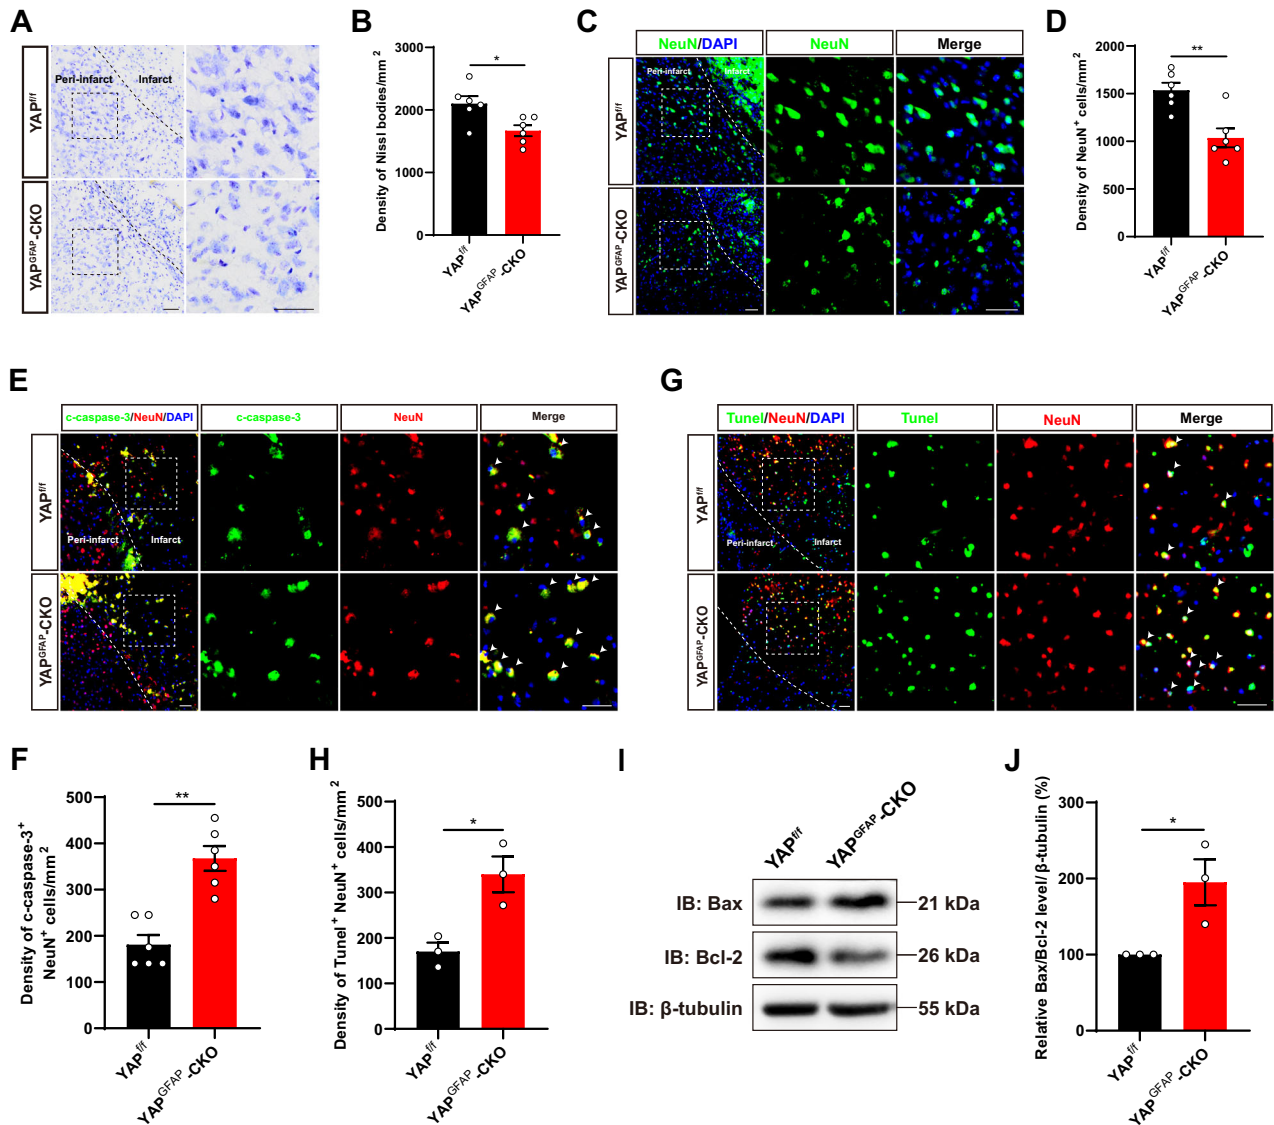 A
Peri-infarct
Infarct
YAPf/f
YAPGFAP-CKO
B
Density of Nissl bodies/mm2
3000
2000
1000
0
*
YAPf/f
YAPGFAP-CKO
C
NeuN/DAPI
NeuN
Merge
Peri-infarct
Infarct
YAPf/f
YAPGFAP-CKO
D
Density of NeuN+ cells/mm2
2000
1500
1000
500
0
**
YAPf/f
YAPGFAP-CKO
E
c-caspase-3/NeuN/DAPI
c-caspase-3
NeuN
Merge
YAPf/f
Peri-infarct
Infarct
YAPGFAP-CKO
G
Tunel/NeuN/DAPI
Tunel
NeuN
Merge
YAPf/f
Peri-infarct
Infarct
YAPGFAP-CKO
F
Density of c-caspase-3+
NeuN+ cells/mm2
500
400
300
200
100
0
**
YAPf/f
YAPGFAP-CKO
H
Density of Tunel+ NeuN+ cells/mm2
500
400
300
200
100
0
*
YAPf/f
YAPGFAP-CKO
I
YAPf/f
YAPGFAP-CKO
IB: Bax
21 kDa
IB: Bcl-2
26 kDa
IB: β-tubulin
55 kDa
J
Relative Bax/Bcl-2 level/β-tubulin (%)
300
200
100
0
*
YAPf/f
YAPGFAP-CKO